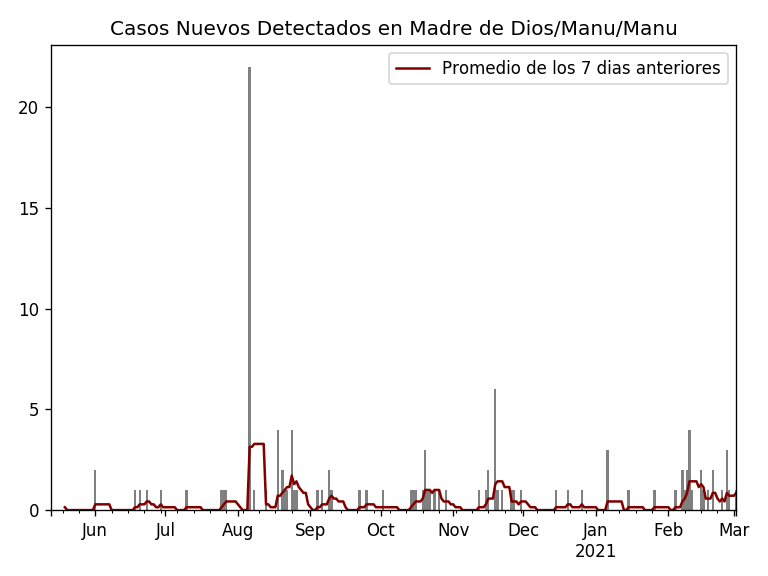 Casos Nuevos Detectados en Madre de Dios/Manu/Manu
Promedio de los 7 dias anteriores
20
15
10
5
0
Jun Jul Aug Sep Oct Nov Dec Jan Feb Mar
2021